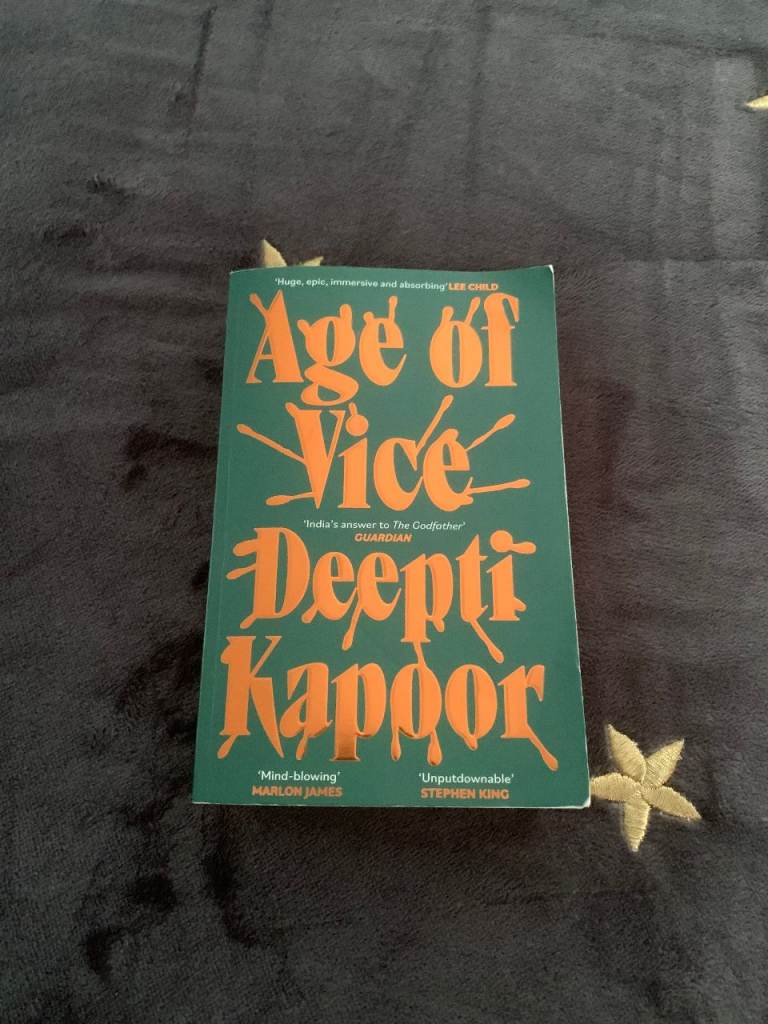 ‘Huge, epic, immersive and absorbing’ LEE CHILD
Age of
Vice
‘India’s answer to The Godfather’
GUARDIAN
Deepti
Kapoor
‘Mind-blowing’
MARLON JAMES
‘Unputdownable’
STEPHEN KING